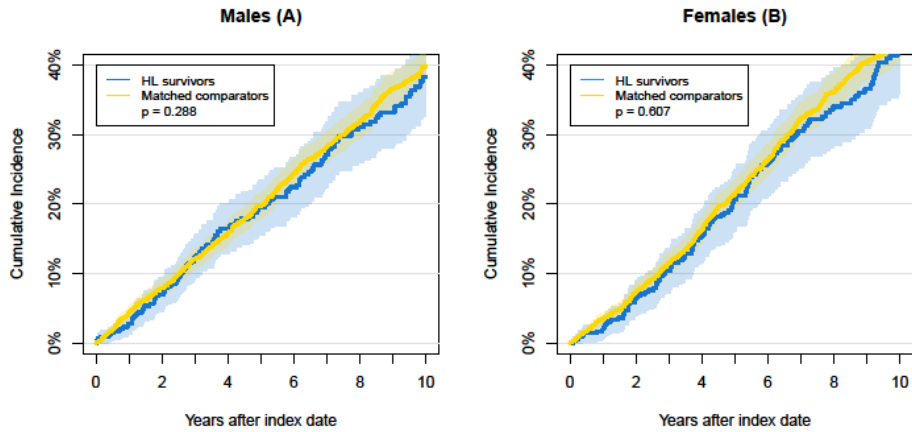 Males (A)
Cumulative Incidence
40%
30%
20%
10%
0%
HL survivors
Matched comparators
p = 0.288
0 2 4 6 8 10
Years after index date
Females (B)
Cumulative Incidence
40%
30%
20%
10%
0%
HL survivors
Matched comparators
p = 0.607
0 2 4 6 8 10
Years after index date